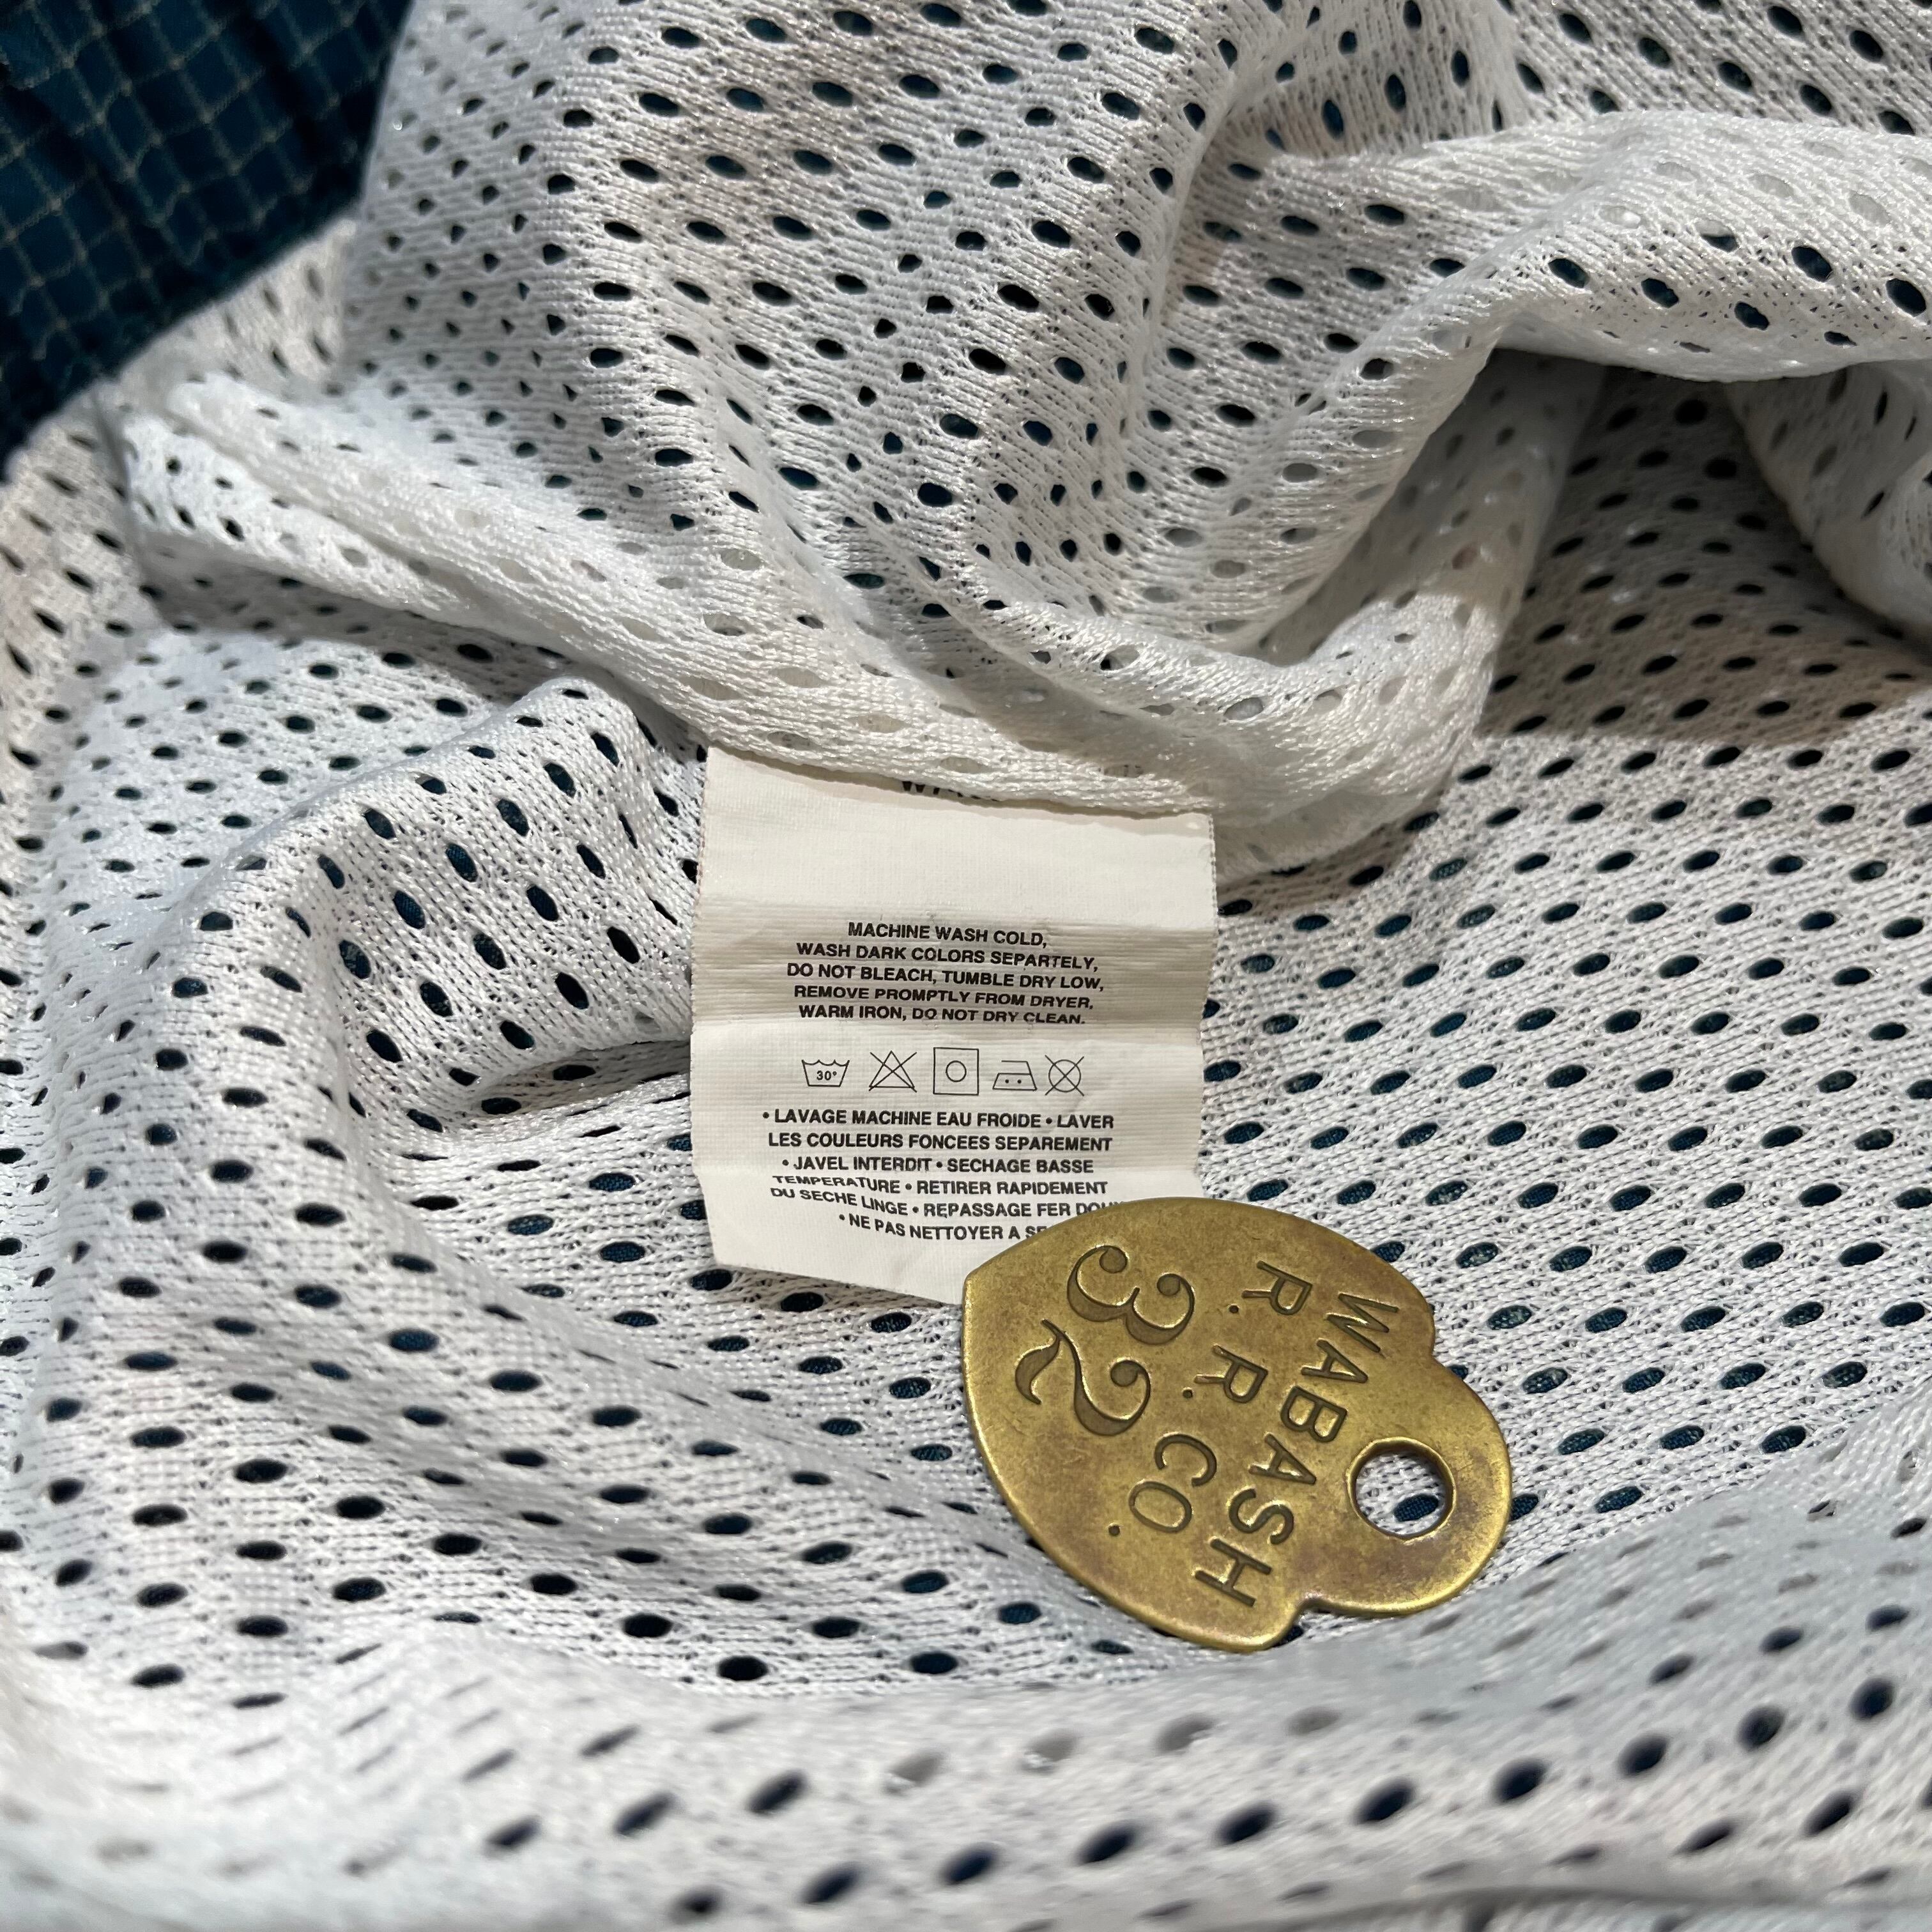 MACHINE WASH COLD,
WASH DARK COLORS SEPARTELY,
DO NOT BLEACH, TUMBLE DRY LOW,
REMOVE PROMPTLY FROM DRYER,
WARM IRON, DO NOT DRY CLEAN.
30°
• LAVAGE MACHINE EAU FROIDE • LAVER
LES COULEURS FONCEES SEPAREMENT
• JAVEL INTERDIT • SECHAGE BASSE
TEMPERATURE • RETIRER RAPIDEMENT
DU SECHE LINGE • REPASSAGE FER
• NE PAS NETTOYER A
WABASH
R. R. CO.
32